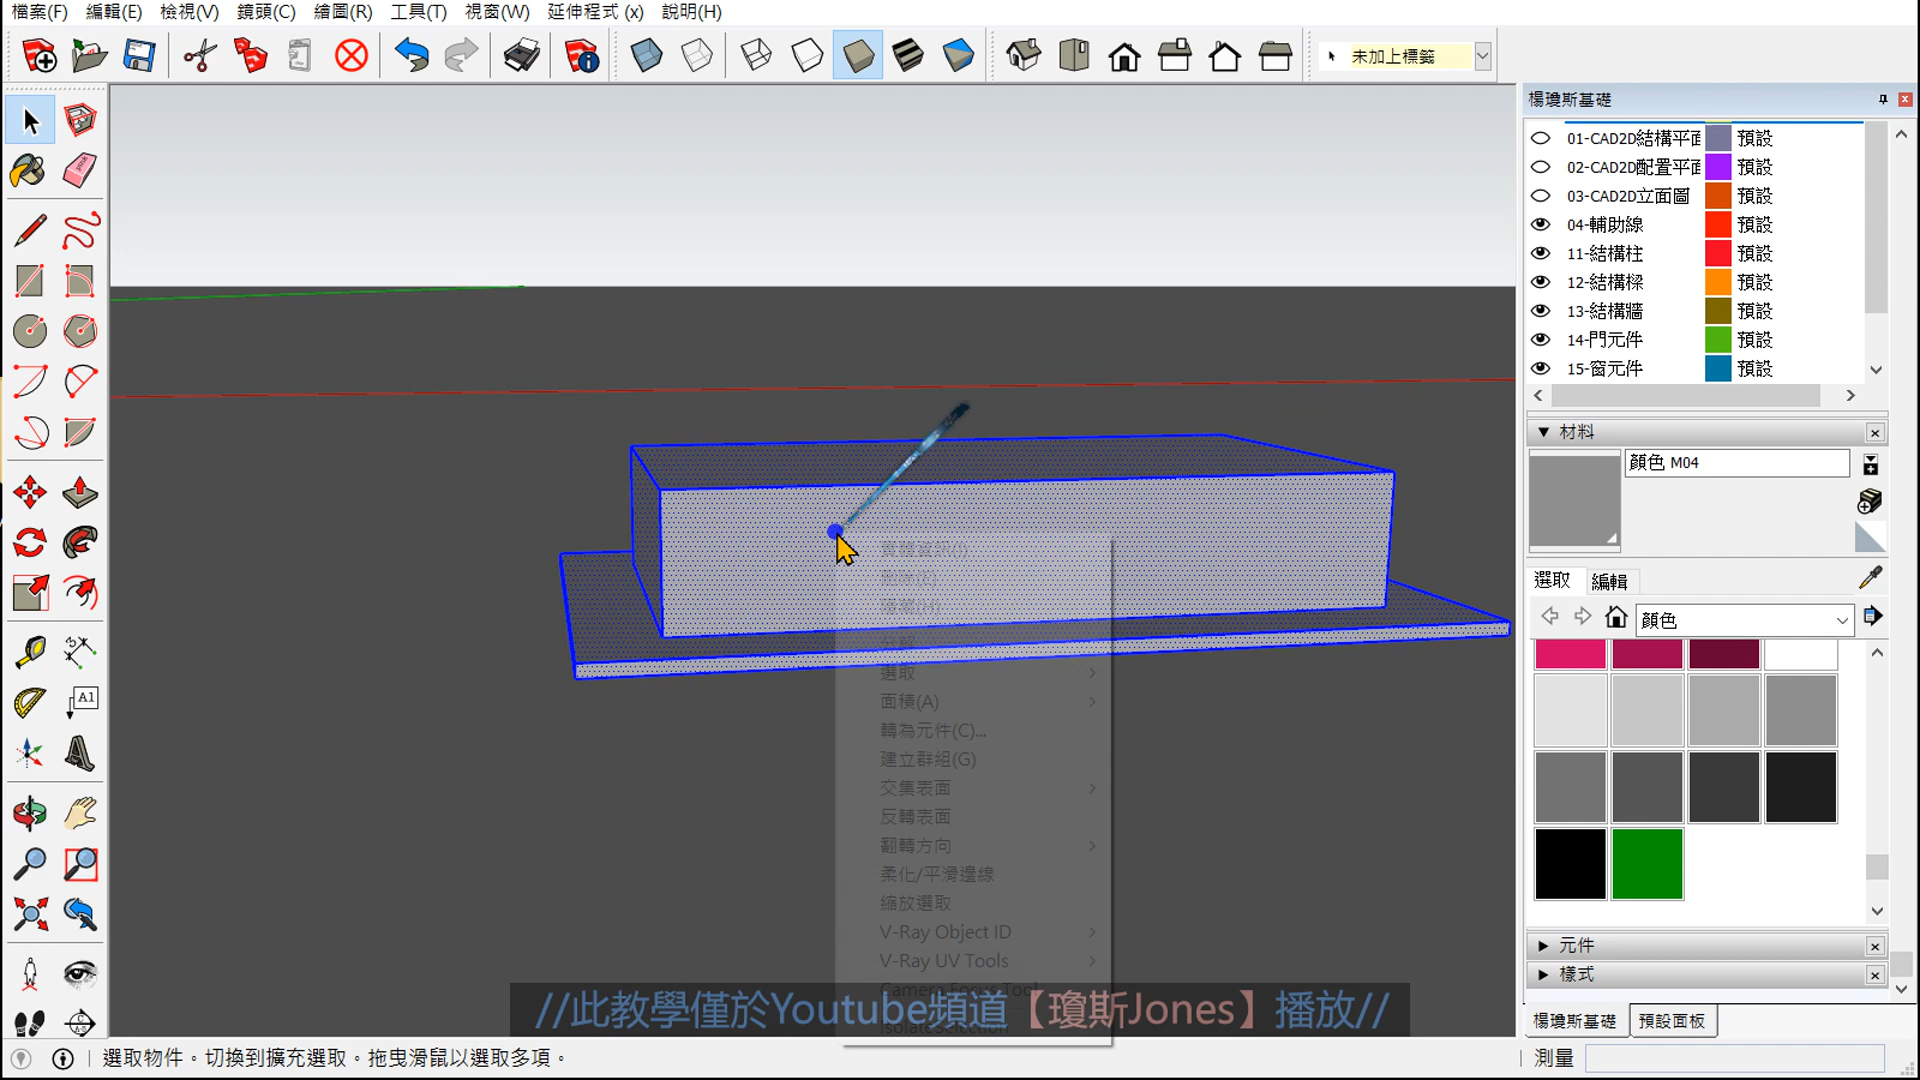 檔案(F) 編輯(E) 檢視(V) 鏡頭(C) 繪圖(R) 工具(T) 視窗(W) 延伸程式 (x) 說明(H)
未加上標籤
楊瓊斯基礎
01-CAD2D結構平面 預設
02-CAD2D配置平面 預設
03-CAD2D立面圖 預設
04-輔助線 預設
11-結構柱 預設
12-結構樑 預設
13-結構牆 預設
14-門元件 預設
15-窗元件 預設
材料
顏色 M04
選取 編輯
顏色
A1
實體資訊(I)
選取
面積(A)
轉為元件(C)...
建立群組(G)
交集表面
反轉表面
翻轉方向
柔化/平滑邊線
縮放選取
V-Ray Object ID
V-Ray UV Tools
Camera Focus Tool
Isolate Selection
元件
樣式
//此教學僅於Youtube頻道【瓊斯Jones】播放//
楊瓊斯基礎 預設面板
選取物件。切換到擴充選取。拖曳滑鼠以選取多項。
測量